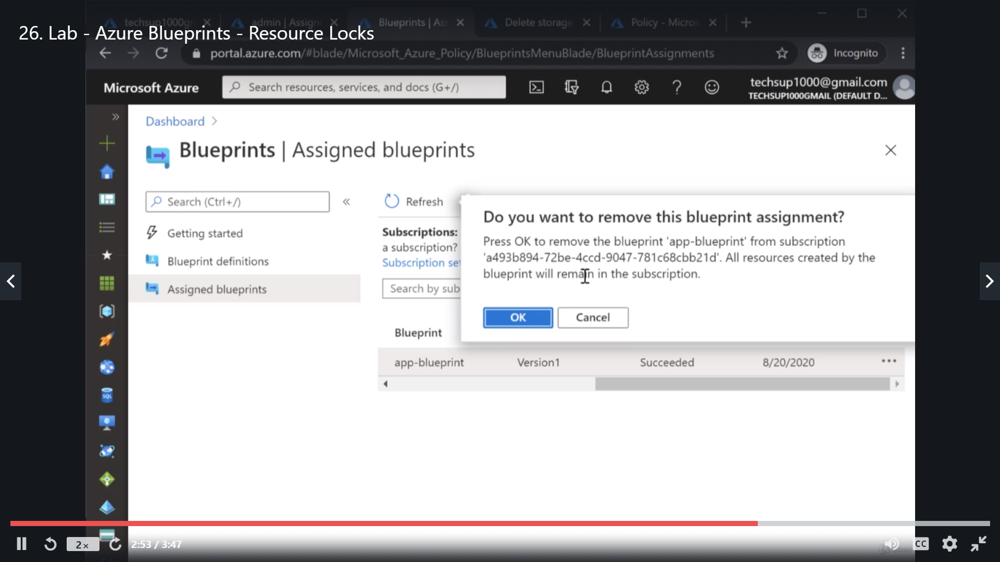 techsup1000gm
admin | Assignm
Blueprints | Ass
Delete storage
Policy - Micros
26. Lab - Azure Blueprints - Resource Locks
portal.azure.com/#blade/Microsoft_Azure_Policy/BlueprintsMenuBlade/BlueprintAssignments
Incognito
Microsoft Azure
Search resources, services, and docs (G+/)
techsup1000@gmail.com
TECHSUP1000GMAIL (DEFAULT D...
Dashboard
Blueprints | Assigned blueprints
Search (Ctrl+/)
Refresh
Getting started
Blueprint definitions
Assigned blueprints
Subscriptions:
a subscription?
Subscription set
Search by sub
Do you want to remove this blueprint assignment?
Press OK to remove the blueprint 'app-blueprint' from subscription
'a493b894-72be-4ccd-9047-781c68cbb21d'. All resources created by the
blueprint will remain in the subscription.
OK
Cancel
Blueprint
app-blueprint
Version1
Succeeded
8/20/2020
SQL
2x
2:53 / 3:47
CC